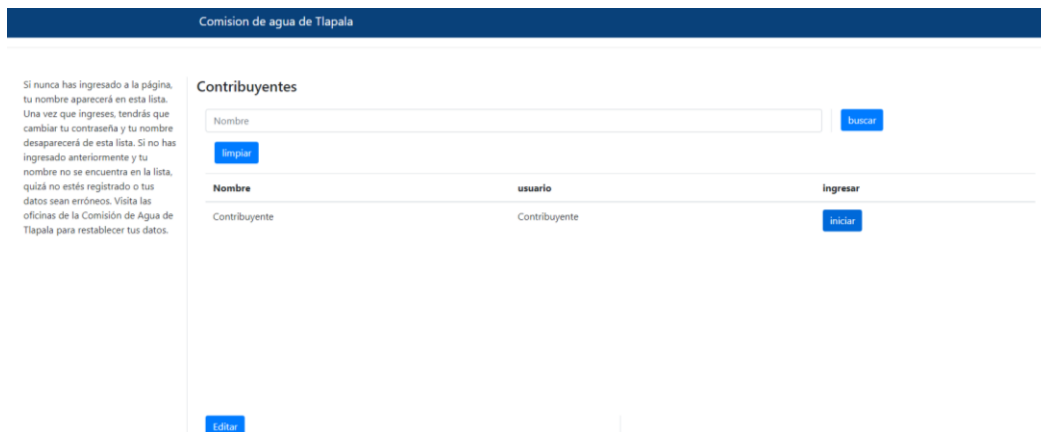 Comision de agua de Tlapala
Si nunca has ingresado a la página,
tu nombre aparecerá en esta lista.
Una vez que ingreses, tendrás que
cambiar tu contraseña y tu nombre
desaparecerá de esta lista. Si no has
ingresado anteriormente y tu
nombre no se encuentra en la lista,
quizá no estés registrado o tus
datos sean erróneos. Visita las
oficinas de la Comisión de Agua de
Tlapala para restablecer tus datos.
Contribuyentes
Nombre buscar
limpiar
Nombre usuario ingresar
Contribuyente Contribuyente iniciar
Editar